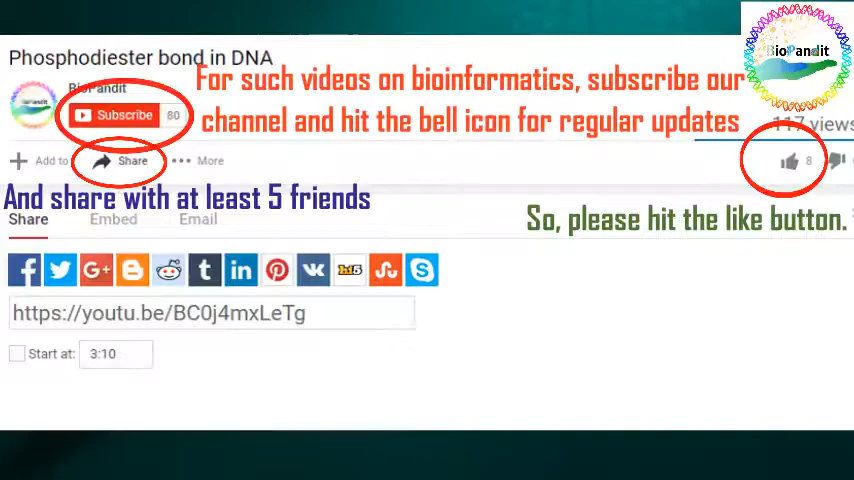 Phosphodiester bond in DNA
BioPandit
BioPandit
Subscribe 80
For such videos on bioinformatics, subscribe our
channel and hit the bell icon for regular updates
117 views
Add to Share More
8
And share with at least 5 friends
So, please hit the like button.
Share Embed Email
https://youtu.be/BC0j4mxLeTg
Start at: 3:10